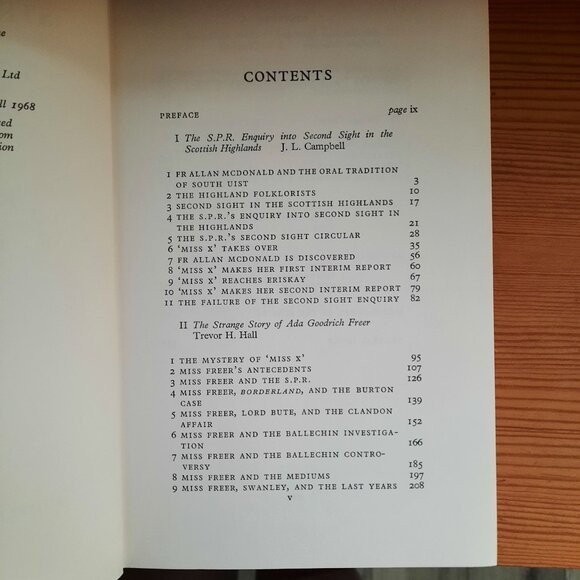 e
Ltd
ll 1968
ed
om
ion
CONTENTS
PREFACE page ix
I The S.P.R. Enquiry into Second Sight in the
Scottish Highlands J. L. Campbell
1 FR ALLAN MCDONALD AND THE ORAL TRADITION
OF SOUTH UIST 3
2 THE HIGHLAND FOLKLORISTS 10
3 SECOND SIGHT IN THE SCOTTISH HIGHLANDS 17
4 THE S.P.R.'S ENQUIRY INTO SECOND SIGHT IN
THE HIGHLANDS 21
5 THE S.P.R.'S SECOND SIGHT CIRCULAR 28
6 'MISS X' TAKES OVER 35
7 FR ALLAN MCDONALD IS DISCOVERED 56
8 'MISS X' MAKES HER FIRST INTERIM REPORT 60
9 'MISS X' REACHES ERISKAY 67
10 'MISS X' MAKES HER SECOND INTERIM REPORT 79
11 THE FAILURE OF THE SECOND SIGHT ENQUIRY 82
II The Strange Story of Ada Goodrich Freer
Trevor H. Hall
1 THE MYSTERY OF 'MISS X' 95
2 MISS FREER'S ANTECEDENTS 107
3 MISS FREER AND THE S.P.R. 126
4 MISS FREER, BORDERLAND, AND THE BURTON
CASE 139
5 MISS FREER, LORD BUTE, AND THE CLANDON
AFFAIR 152
6 MISS FREER AND THE BALLECHIN INVESTIGA-
TION 166
7 MISS FREER AND THE BALLECHIN CONTRO-
VERSY 185
8 MISS FREER AND THE MEDIUMS 197
9 MISS FREER, SWANLEY, AND THE LAST YEARS 208
v